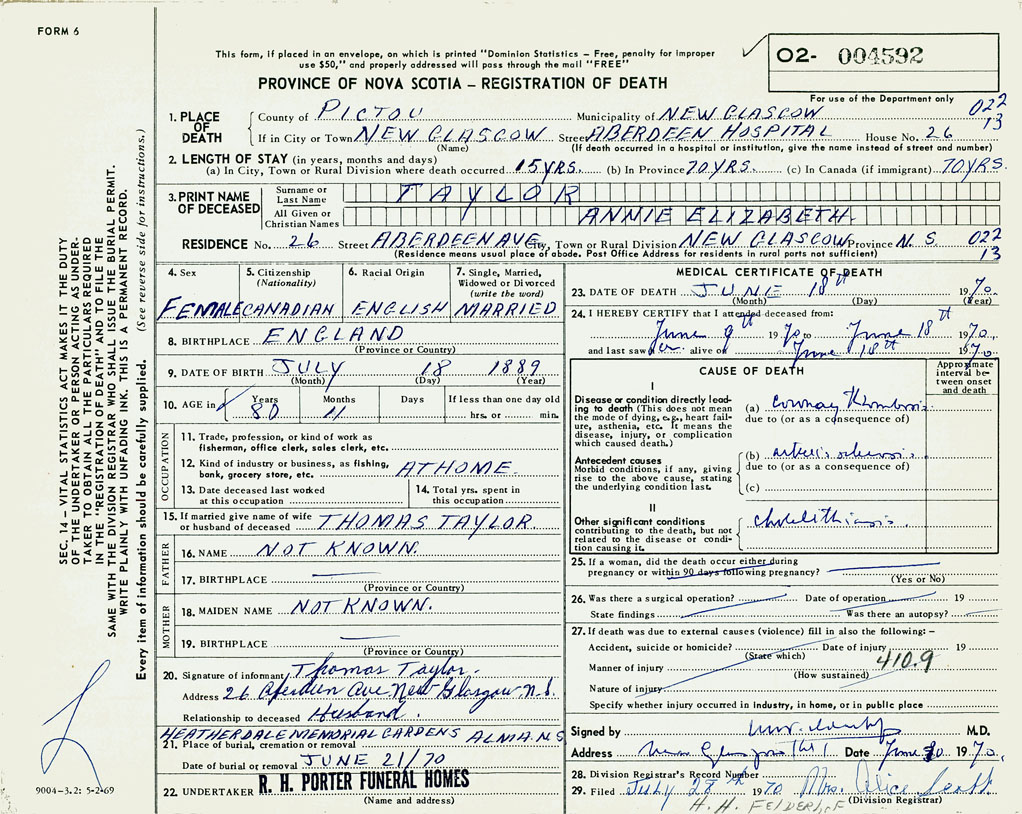 FORM 6
This form, if placed in an envelope, on which is printed "Dominion Statistics – Free, penalty for improper
use $50," and properly addressed will pass through the mail "FREE"
PROVINCE OF NOVA SCOTIA – REGISTRATION OF DEATH
O2- 004592
For use of the Department only
022
13
1. PLACE OF DEATH
County of PICTOU Municipality of NEW GLASGOW
If in City or Town NEW GLASGOW Street ABERDEEN HOSPITAL House No. 26
(Name) (If death occurred in a hospital or institution, give the name instead of street and number)
2. LENGTH OF STAY (in years, months and days)
(a) In City, Town or Rural Division where death occurred 15 YRS. (b) In Province 70 YRS. (c) In Canada (if immigrant) 70 YRS.
3. PRINT NAME OF DECEASED
Surname or Last Name TAYLOR
All Given or Christian Names ANNIE ELIZABETH
RESIDENCE No. 26 Street ABERDEEN AVE. City, Town or Rural Division NEW GLASGOW Province N. S. 022
(Residence means usual place of abode. Post Office Address for residents in rural parts not sufficient) 13
4. Sex
FEMALE
5. Citizenship
(Nationality)
CANADIAN
6. Racial Origin
ENGLISH
7. Single, Married,
Widowed or Divorced
(write the word)
MARRIED
8. BIRTHPLACE ENGLAND
(Province or Country)
9. DATE OF BIRTH JULY 18 1889
(Month) (Day) (Year)
10. AGE in Years Months Days If less than one day old
80 11 hrs. or min.
OCCUPATION
11. Trade, profession, or kind of work as
fisherman, office clerk, sales clerk, etc.
12. Kind of industry or business, as fishing,
bank, grocery store, etc. AT HOME.
13. Date deceased last worked
at this occupation
14. Total yrs. spent in
this occupation
15. If married give name of wife
or husband of deceased THOMAS TAYLOR.
FATHER
16. NAME NOT KNOWN.
17. BIRTHPLACE
(Province or Country)
MOTHER
18. MAIDEN NAME NOT KNOWN.
19. BIRTHPLACE
(Province or Country)
20. Signature of informant Thomas Taylor.
Address 26 Aberdeen Ave. New Glasgow, N.S.
Relationship to deceased Husband.
HEATHERDALE MEMORIAL GARDENS ALMA. NS
21. Place of burial, cremation or removal
Date of burial or removal JUNE 21/70
22. UNDERTAKER R. H. PORTER FUNERAL HOMES
(Name and address)
MEDICAL CERTIFICATE OF DEATH
23. DATE OF DEATH JUNE 18th 1970.
(Month) (Day) (Year)
24. I HEREBY CERTIFY that I attended deceased from:
June 9th 1970 to June 18th 1970,
and last saw her alive on June 18th 1970.
CAUSE OF DEATH
Approximate
interval be-
tween onset
and death
I
Disease or condition directly lead-
ing to death (This does not mean
the mode of dying, e.g., heart fail-
ure, asthenia, etc. It means the
disease, injury, or complication
which caused death.)
(a) coronary thrombosis
due to (or as a consequence of)
Antecedent causes
Morbid conditions, if any, giving
rise to the above cause, stating
the underlying condition last.
(b)
due to (or as a consequence of)
(c)
II
Other significant conditions
contributing to the death, but not
related to the disease or condi-
tion causing it.
cholelithiasis.
25. If a woman, did the death occur either during
pregnancy or within 90 days following pregnancy?
(Yes or No)
26. Was there a surgical operation? Date of operation 19
State findings Was there an autopsy?
27. If death was due to external causes (violence) fill in also the following: –
Accident, suicide or homicide? Date of injury 19
(State which) 410.9
Manner of injury
(How sustained)
Nature of injury
Specify whether injury occurred in industry, in home, or in public place
Signed by M.D.
Address New Glasgow Date June 1970.
28. Division Registrar's Record Number
29. Filed July 28th 1970 Mrs. Alice Scott
(Division Registrar)
H. H. FELDERHOF
SEC. 14 – VITAL STATISTICS ACT MAKES IT THE DUTY
OF THE UNDERTAKER OR PERSON ACTING AS UNDER-
TAKER TO OBTAIN ALL THE PARTICULARS REQUIRED
IN THE "REGISTRATION OF DEATH" AND TO FILE THE
SAME WITH THE DIVISION REGISTRAR WHO SHALL ISSUE THE BURIAL PERMIT.
WRITE PLAINLY WITH UNFADING INK. THIS IS A PERMANENT RECORD.
Every item of information should be carefully supplied. (See reverse side for instructions.)
9004-3.2: 5-2-69